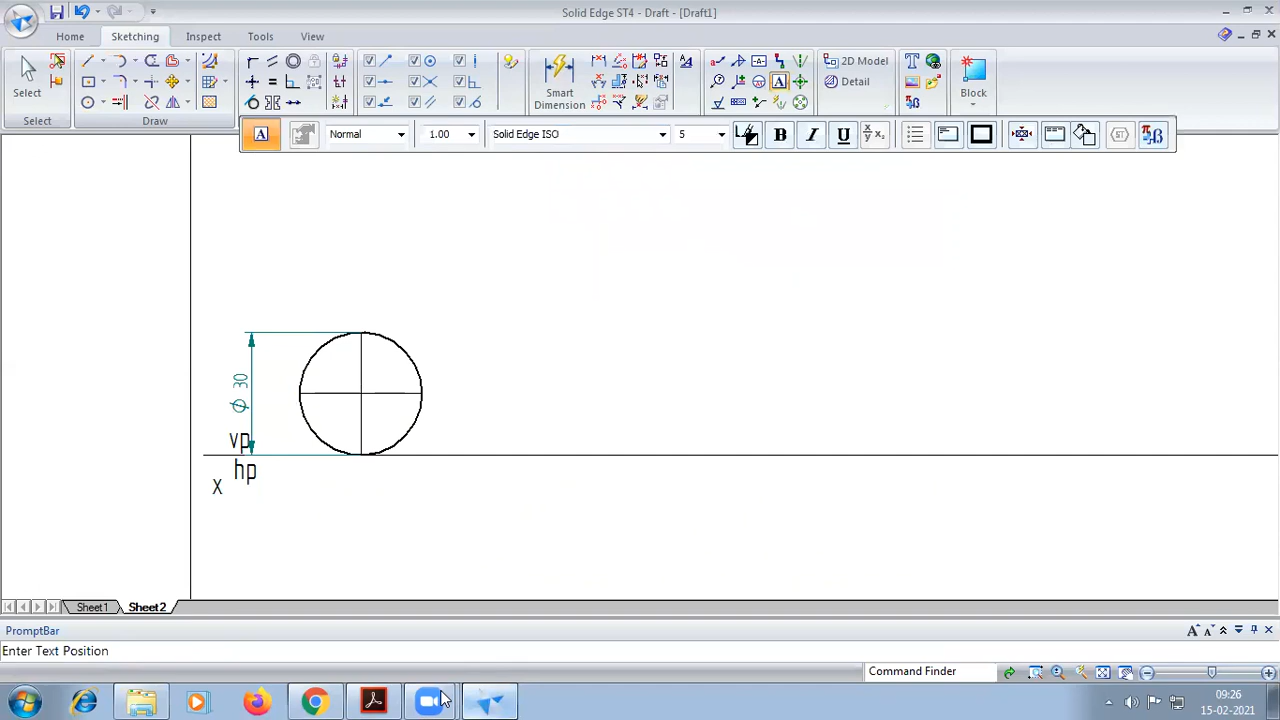 Solid Edge ST4 - Draft - [Draft1]
Home Sketching Inspect Tools View
Select
Smart
Dimension
2D Model
Detail
Block
Select
Draw
A Normal 1.00 Solid Edge ISO 5 B I U
Ø 30
vp
hp
x
Sheet1 Sheet2
PromptBar
Enter Text Position
Command Finder
09:26
15-02-2021